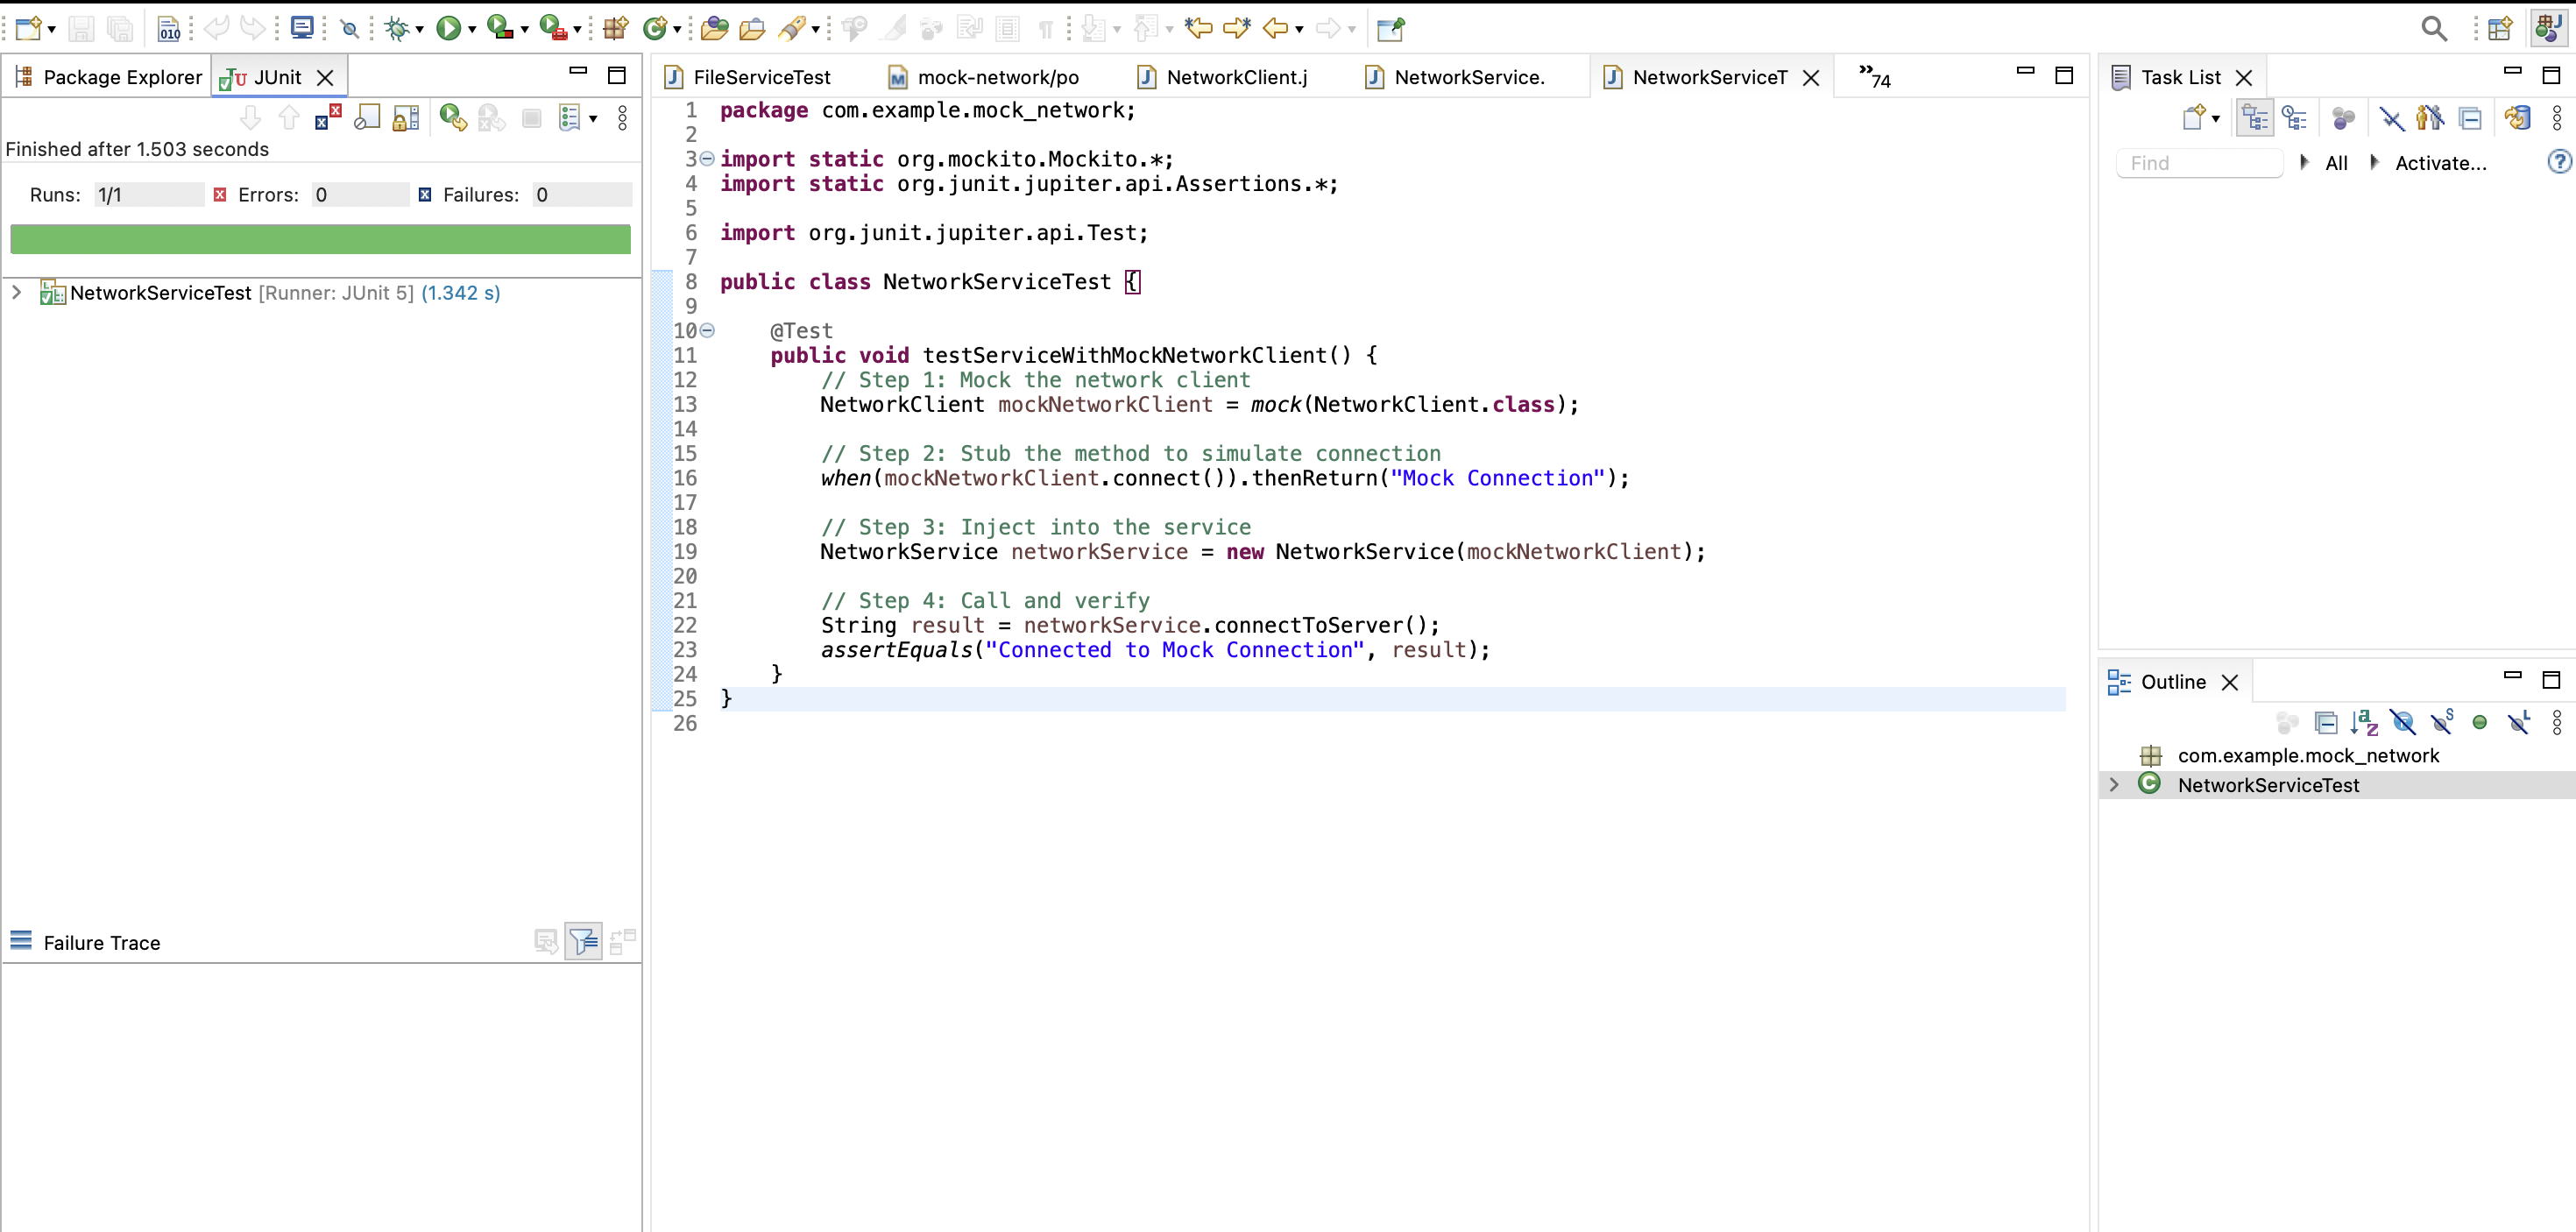 010
Package Explorer
JUnit
Finished after 1.503 seconds
Runs: 1/1
Errors: 0
Failures: 0
NetworkServiceTest [Runner: JUnit 5] (1.342 s)
Failure Trace
FileServiceTest
mock-network/po
NetworkClient.j
NetworkService.
NetworkServiceT
»74
1 package com.example.mock_network;
2
3 import static org.mockito.Mockito.*;
4 import static org.junit.jupiter.api.Assertions.*;
5
6 import org.junit.jupiter.api.Test;
7
8 public class NetworkServiceTest {
9
10 @Test
11 public void testServiceWithMockNetworkClient() {
12 // Step 1: Mock the network client
13 NetworkClient mockNetworkClient = mock(NetworkClient.class);
14
15 // Step 2: Stub the method to simulate connection
16 when(mockNetworkClient.connect()).thenReturn("Mock Connection");
17
18 // Step 3: Inject into the service
19 NetworkService networkService = new NetworkService(mockNetworkClient);
20
21 // Step 4: Call and verify
22 String result = networkService.connectToServer();
23 assertEquals("Connected to Mock Connection", result);
24 }
25 }
26
Task List
Find
All
Activate...
Outline
com.example.mock_network
NetworkServiceTest